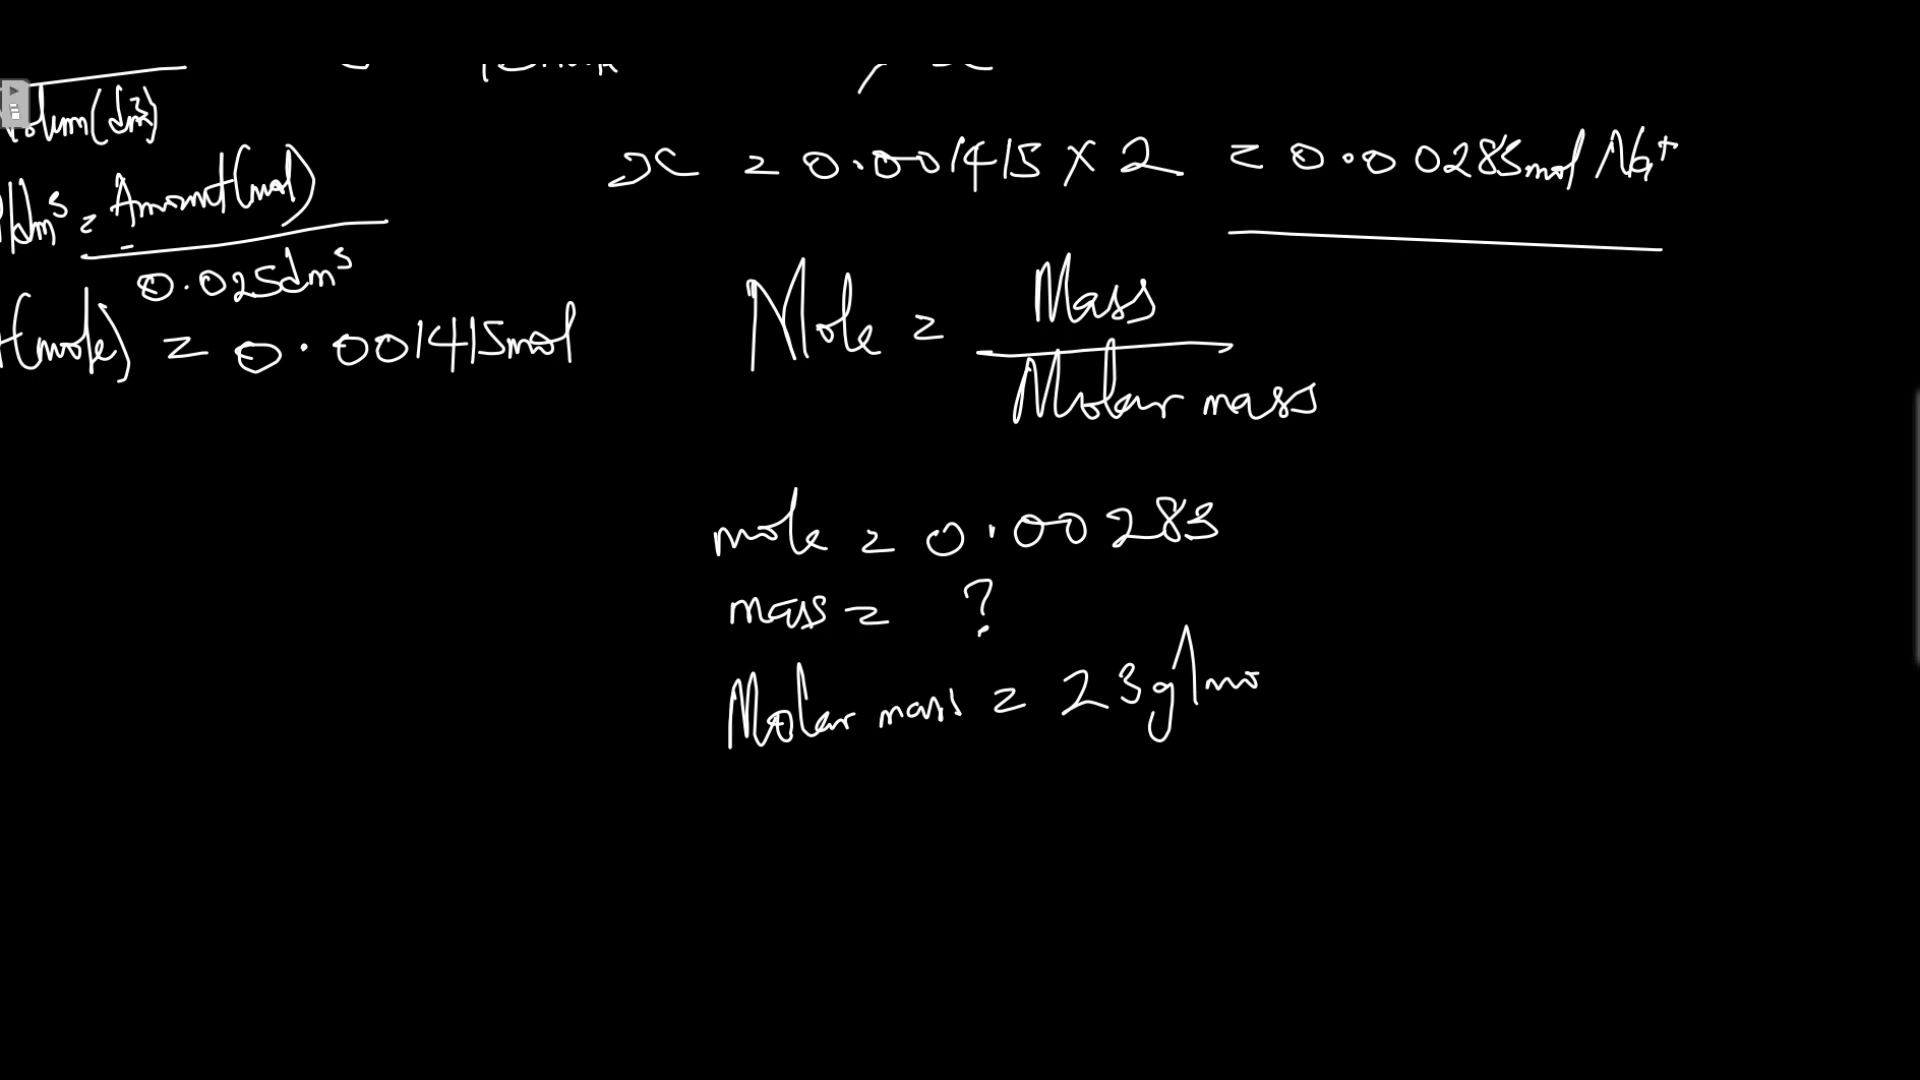 (dm³)
x = 0.001415 × 2 = 0.00283mol Na⁺
/dm³ = Amount(mol)
0.025dm³
(mole) = 0.001415mol
Mole = Mass
Molar mass
mole = 0.00283
mass = ?
Molar mass = 23g/mo